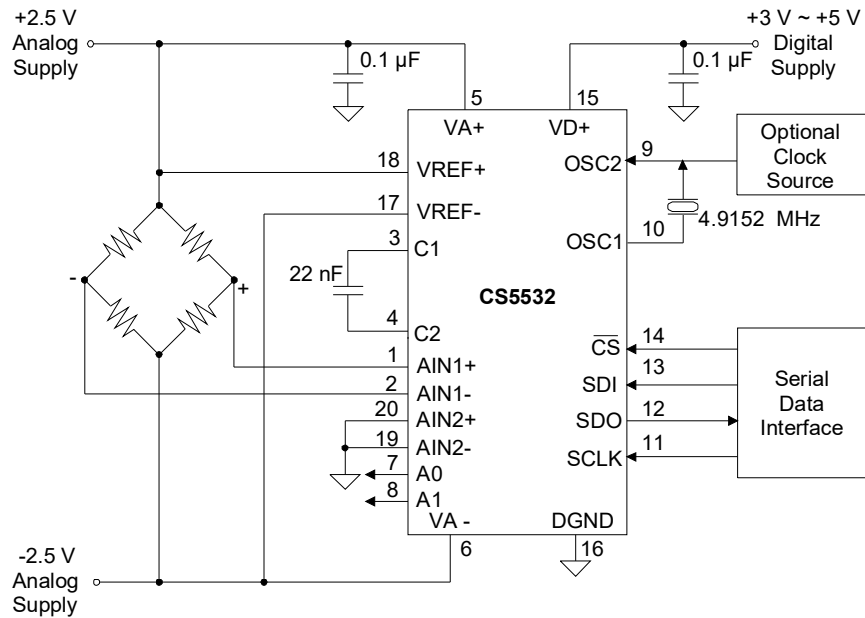 +2.5 V
Analog
Supply
+3 V ~ +5 V
Digital
Supply
0.1 µF
0.1 µF
5
15
VA+
VD+
18
VREF+
17
VREF-
3
C1
22 nF
4
C2
1
AIN1+
2
AIN1-
20
AIN2+
19
AIN2-
7
A0
8
A1
VA -
6
DGND
16
CS5532
9
OSC2
Optional
Clock
Source
4.9152 MHz
10
OSC1
14
CS
13
SDI
12
SDO
11
SCLK
Serial
Data
Interface
-
+
-2.5 V
Analog
Supply